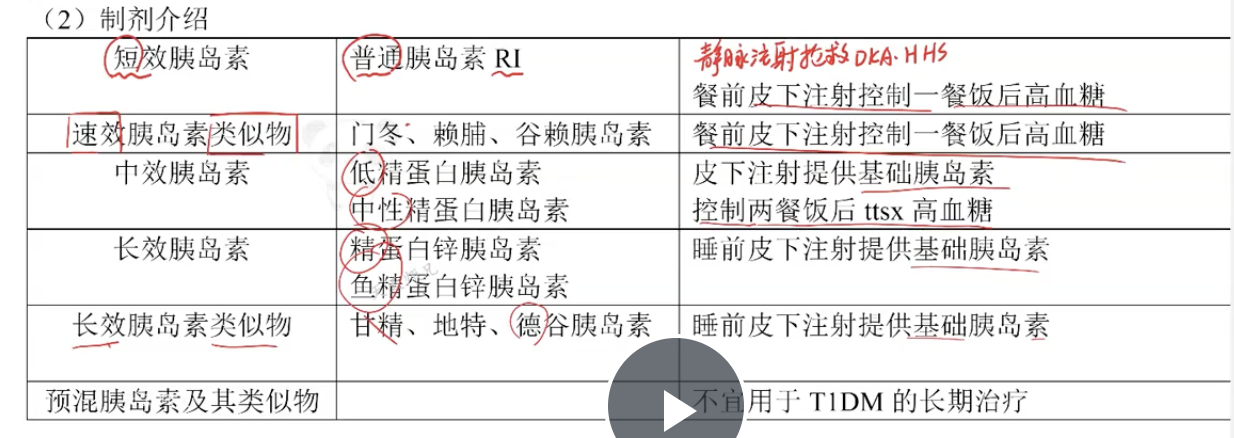 （2）制剂介绍
短效胰岛素
普通胰岛素 RI
静脉注射抢救DKA.HHS
餐前皮下注射控制一餐饭后高血糖
速效胰岛素类似物
门冬、赖脯、谷赖胰岛素
餐前皮下注射控制一餐饭后高血糖
中效胰岛素
低精蛋白胰岛素
中性精蛋白胰岛素
皮下注射提供基础胰岛素
控制两餐饭后 ttsx 高血糖
长效胰岛素
精蛋白锌胰岛素
鱼精蛋白锌胰岛素
睡前皮下注射提供基础胰岛素
长效胰岛素类似物
甘精、地特、德谷胰岛素
睡前皮下注射提供基础胰岛素
预混胰岛素及其类似物
不宜用于 T1DM 的长期治疗